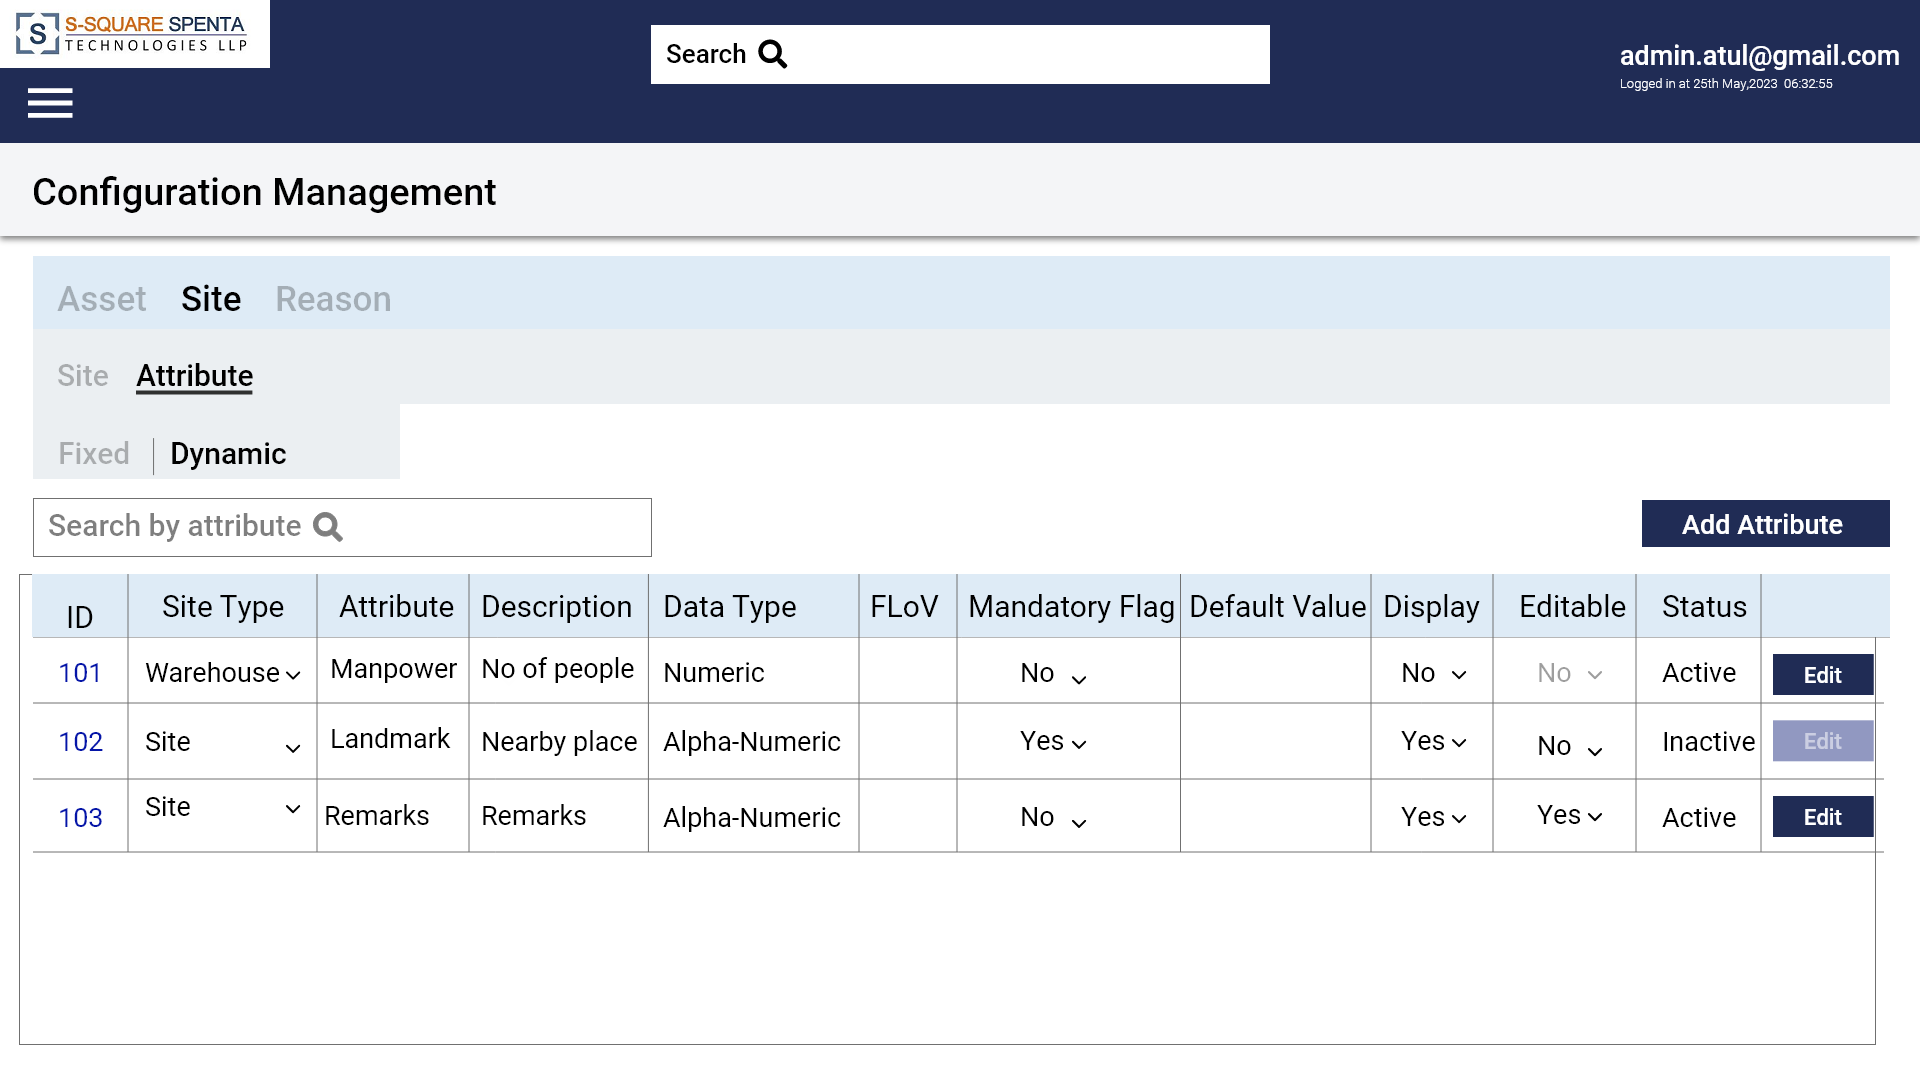 S
S-SQUARE SPENTA
TECHNOLOGIES LLP
Search
admin.atul@gmail.com
Logged in at 25th May,2023 06:32:55
Configuration Management
Asset Site Reason
Site Attribute
Fixed Dynamic
Search by attribute
Add Attribute
ID Site Type Attribute Description Data Type FLoV Mandatory Flag Default Value Display Editable Status
101 Warehouse Manpower No of people Numeric No No No Active Edit
102 Site Landmark Nearby place Alpha-Numeric Yes Yes No Inactive Edit
103 Site Remarks Remarks Alpha-Numeric No Yes Yes Active Edit